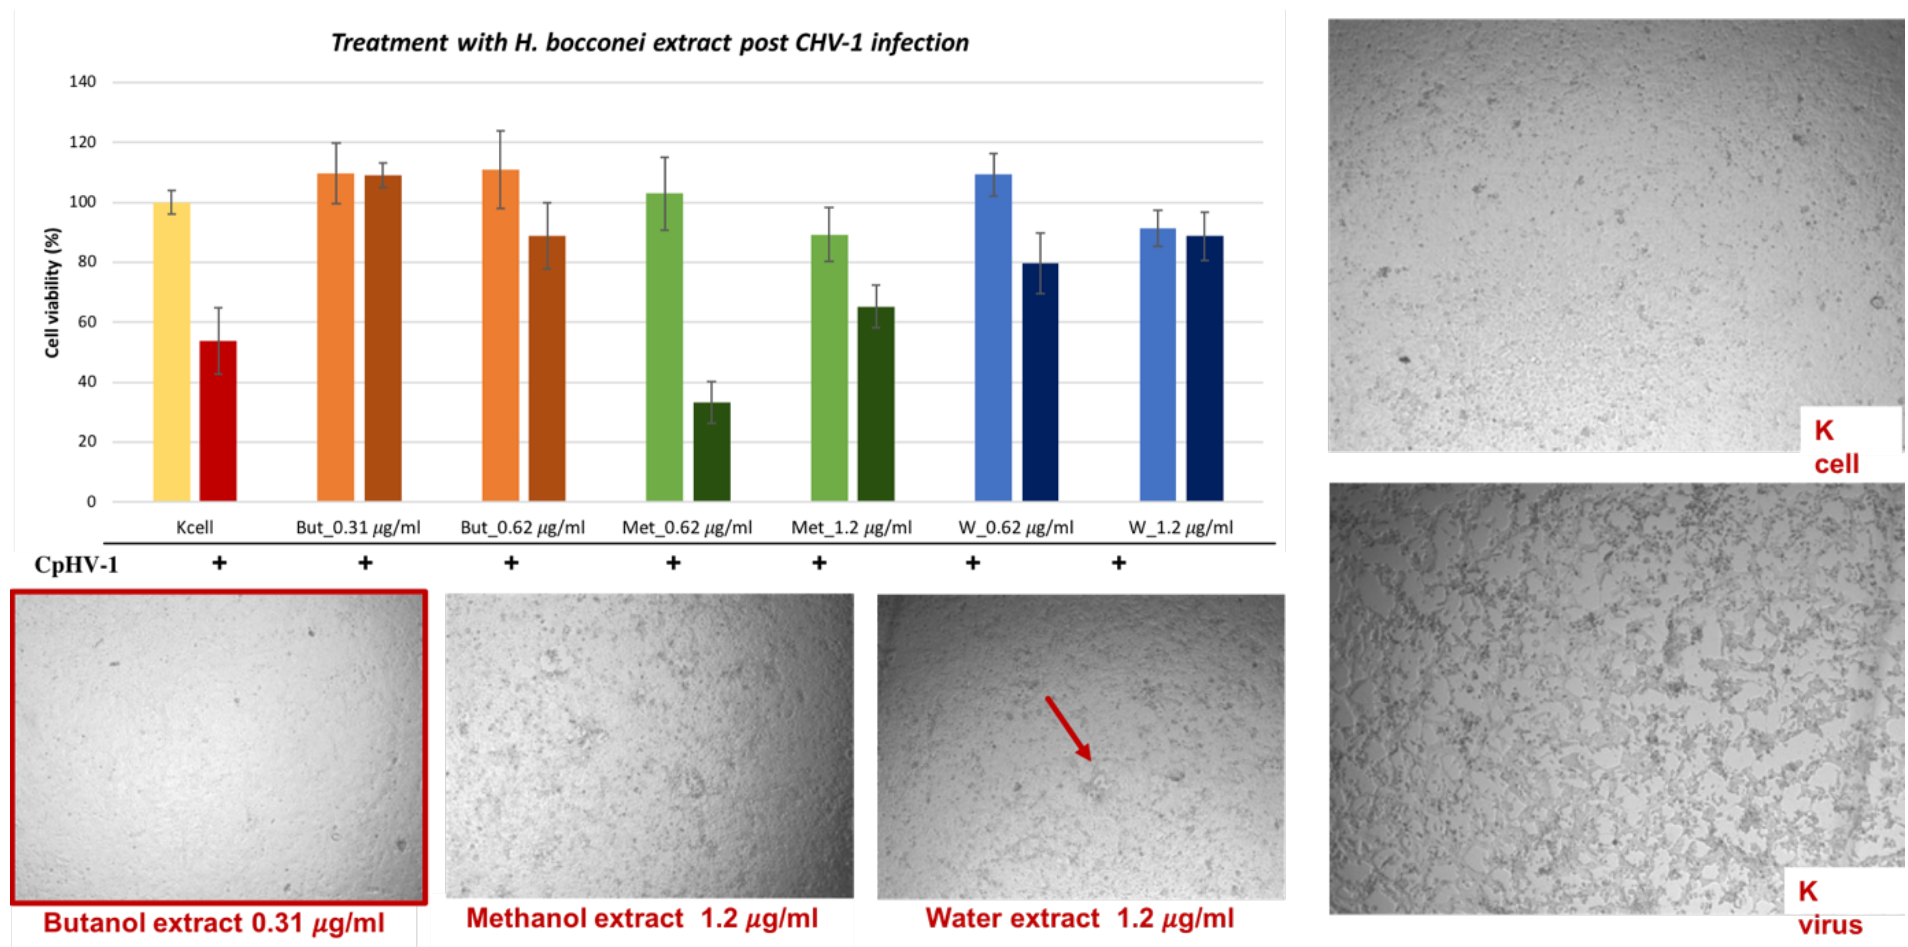 Treatment with H. bocconei extract post CHV-1 infection
Cell viability (%)
140
120
100
80
60
40
20
0
Kcell But_0.31 µg/ml But_0.62 µg/ml Met_0.62 µg/ml Met_1.2 µg/ml W_0.62 µg/ml W_1.2 µg/ml
CpHV-1 + + + + + + +
K
cell
K
virus
Butanol extract 0.31 µg/ml
Methanol extract 1.2 µg/ml
Water extract 1.2 µg/ml